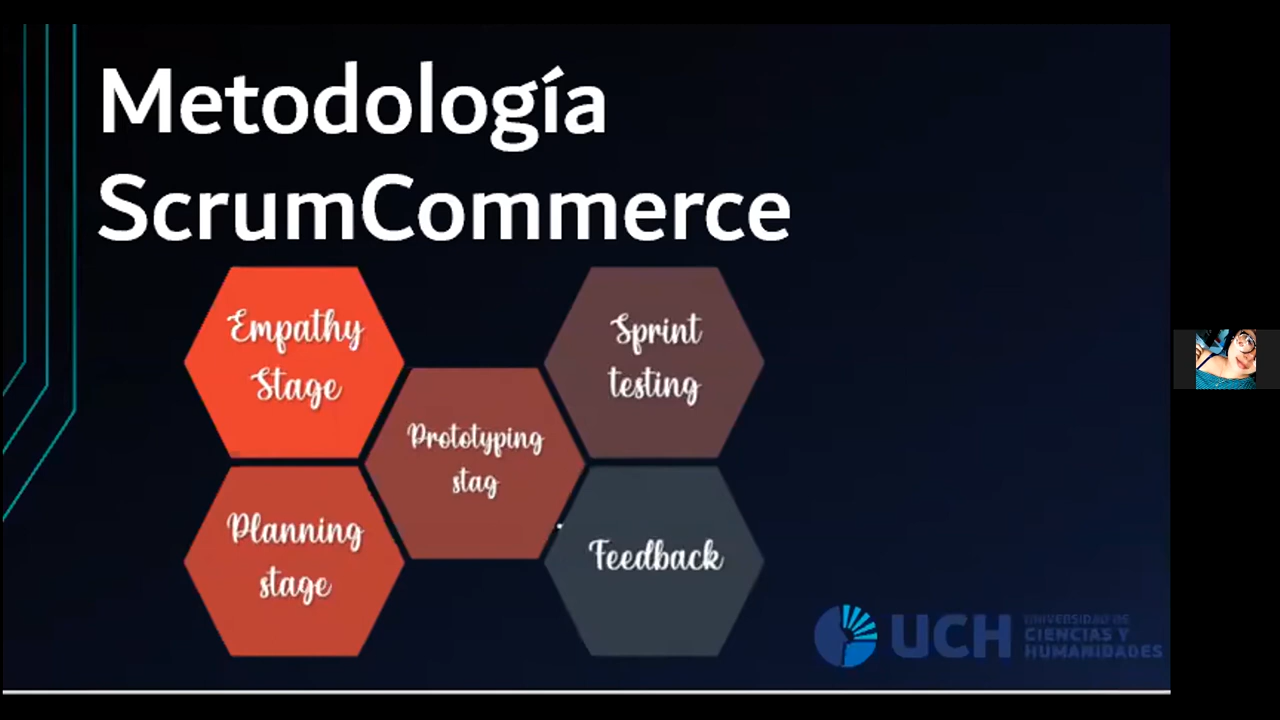 Metodología
ScrumCommerce
Empathy
Stage
Planning
stage
Prototyping
stag
Sprint
testing
Feedback
UCH
UNIVERSIDAD DE
CIENCIAS Y
HUMANIDADES